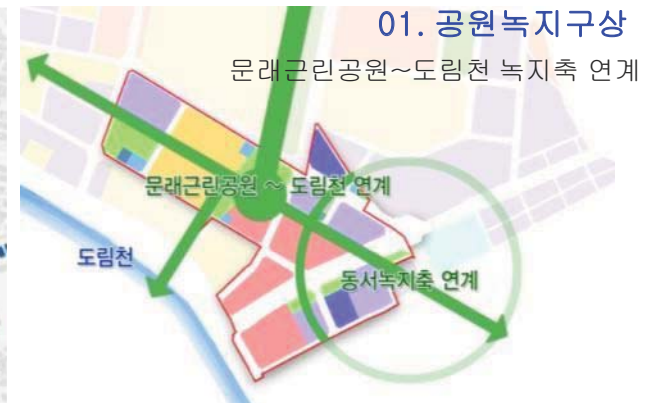 01. 공원녹지구상
문래근린공원~도림천 녹지축 연계
문래근린공원 ~ 도림천 연계
도림천
동서녹지축 연계